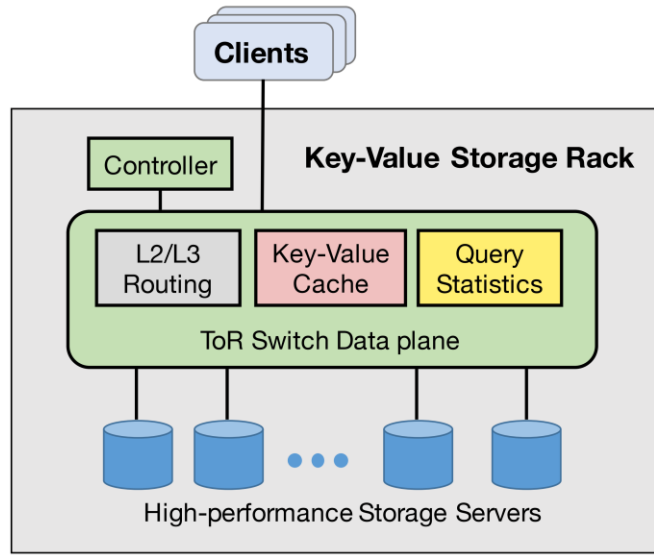 Clients
Key-Value Storage Rack
Controller
L2/L3
Routing
Key-Value
Cache
Query
Statistics
ToR Switch Data plane
High-performance Storage Servers